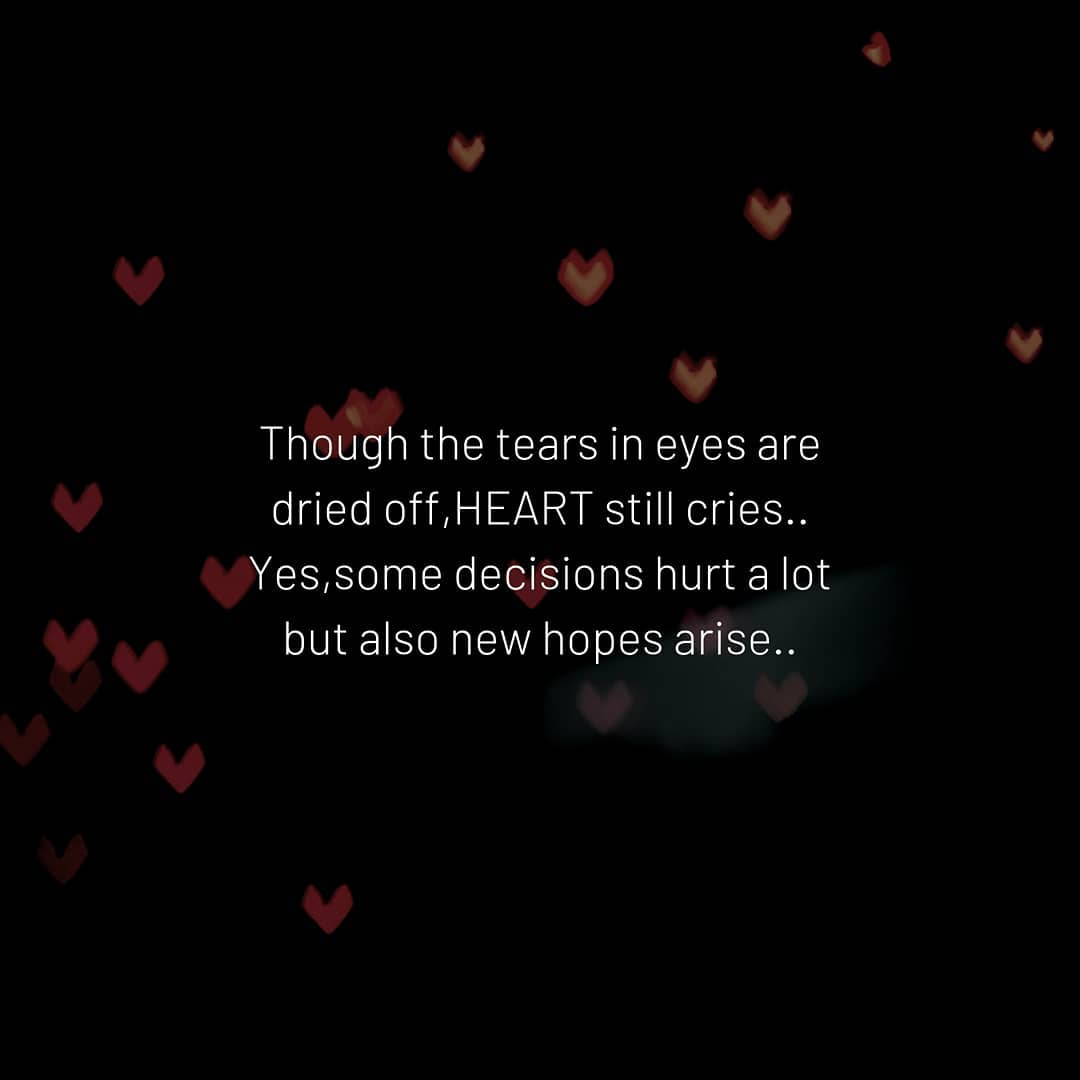 Though the tears in eyes are
dried off,HEART still cries..
Yes,some decisions hurt a lot
but also new hopes arise..